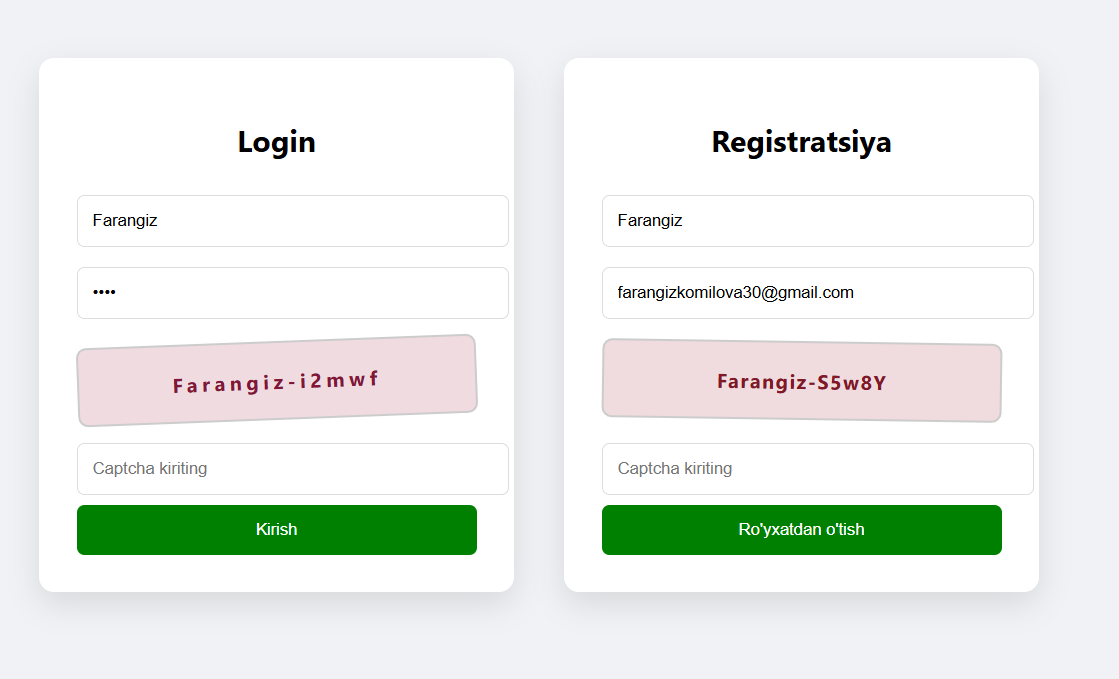 Login
Farangiz
••••
Farangiz-i2mwf
Captcha kiriting
Kirish
Registratsiya
Farangiz
farangizkomilova30@gmail.com
Farangiz-S5w8Y
Captcha kiriting
Ro'yxatdan o'tish